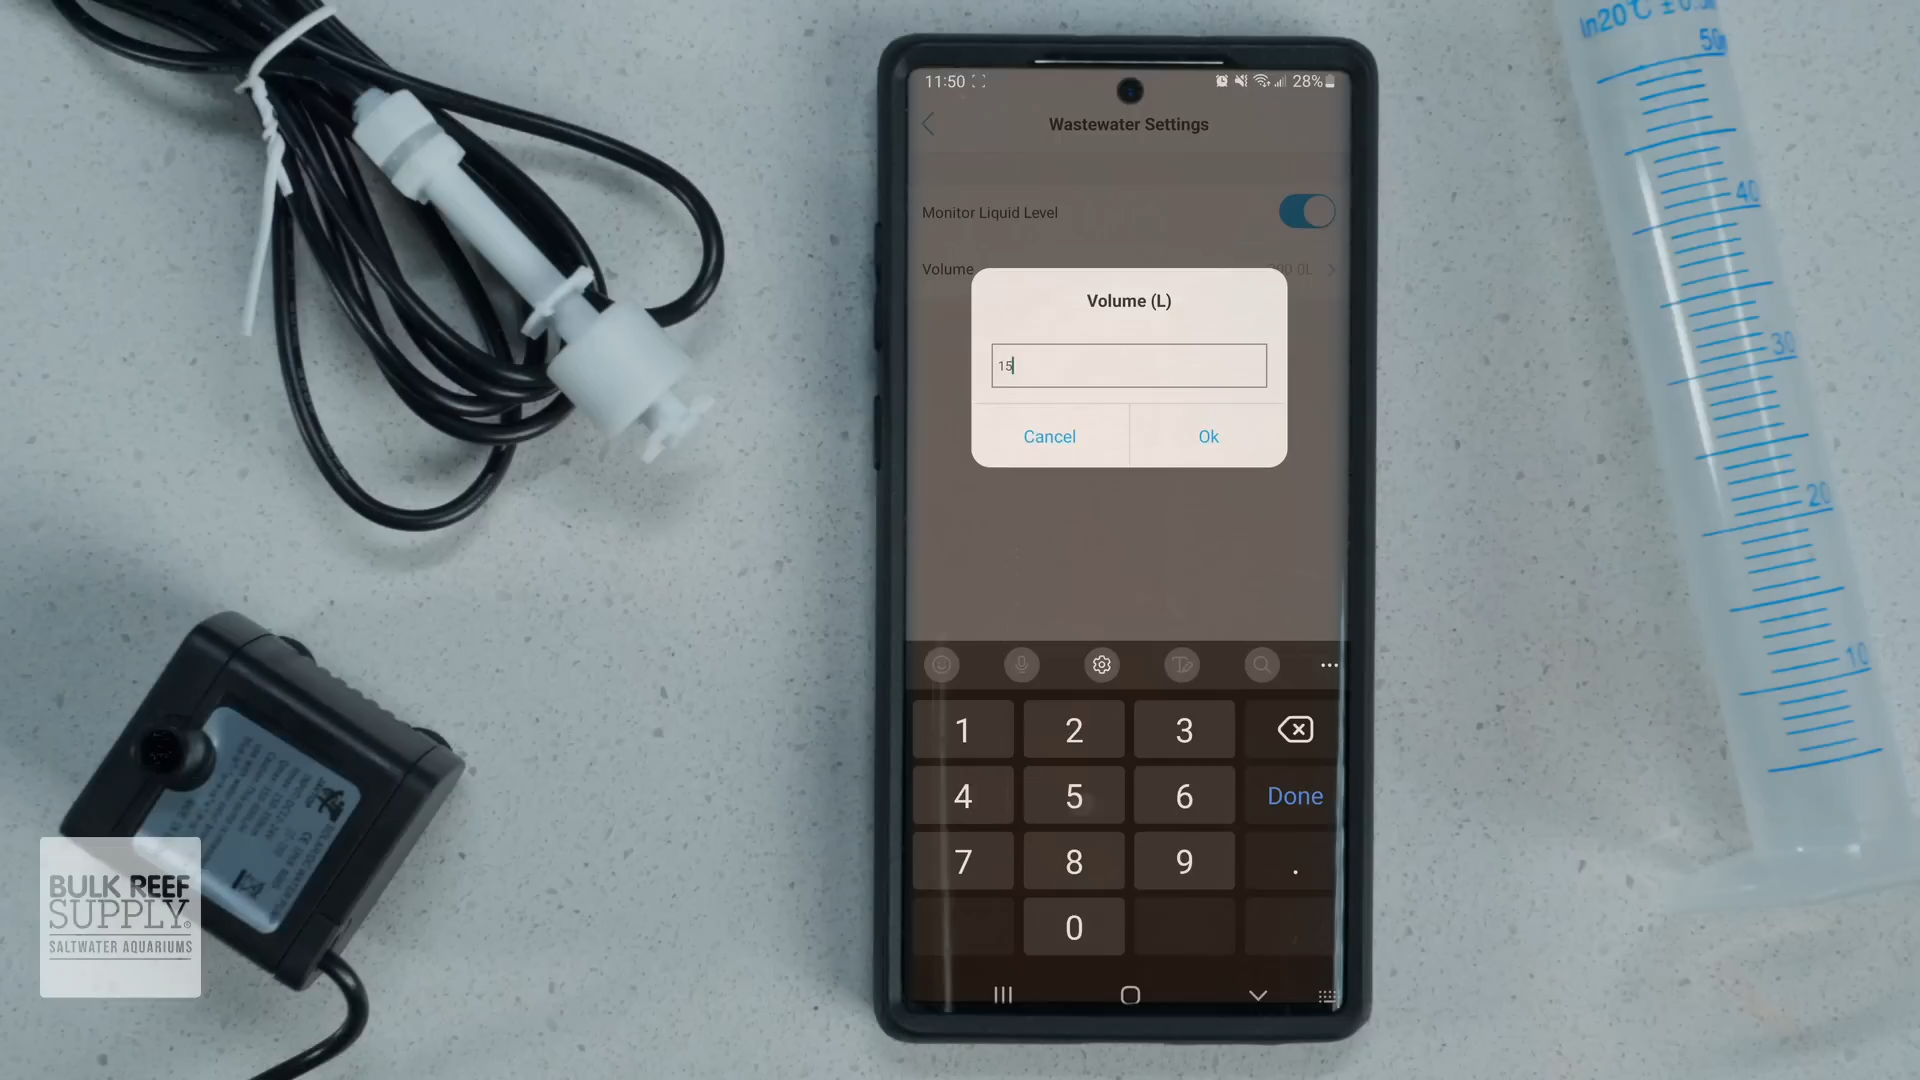 In20°C
50
40
30
20
10
11:50
28%
Wastewater Settings
Monitor Liquid Level
Volume
Volume (L)
15
Cancel
Ok
1 2 3
4 5 6 Done
7 8 9 .
0
BULK REEF
SUPPLY®
SALTWATER AQUARIUMS